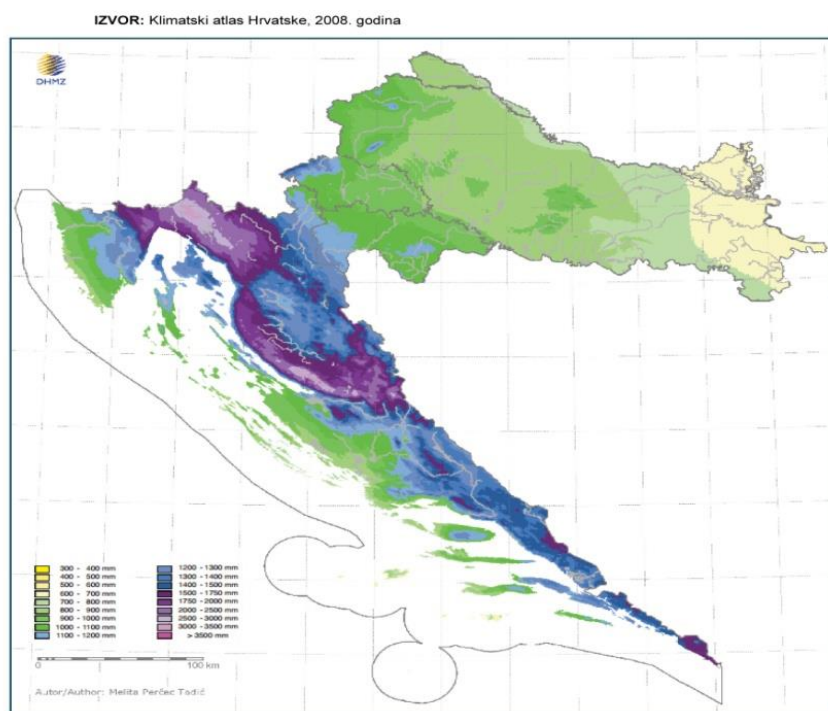 IZVOR: Klimatski atlas Hrvatske, 2008. godina
DHMZ
300 - 400 mm
400 - 500 mm
500 - 600 mm
600 - 700 mm
700 - 800 mm
800 - 900 mm
900 - 1000 mm
1000 - 1100 mm
1100 - 1200 mm
1200 - 1300 mm
1300 - 1400 mm
1400 - 1500 mm
1500 - 1750 mm
1750 - 2000 mm
2000 - 2500 mm
2500 - 3000 mm
3000 - 3500 mm
> 3500 mm
0 100 km
Autor/Author: Melita Perčec Tadić